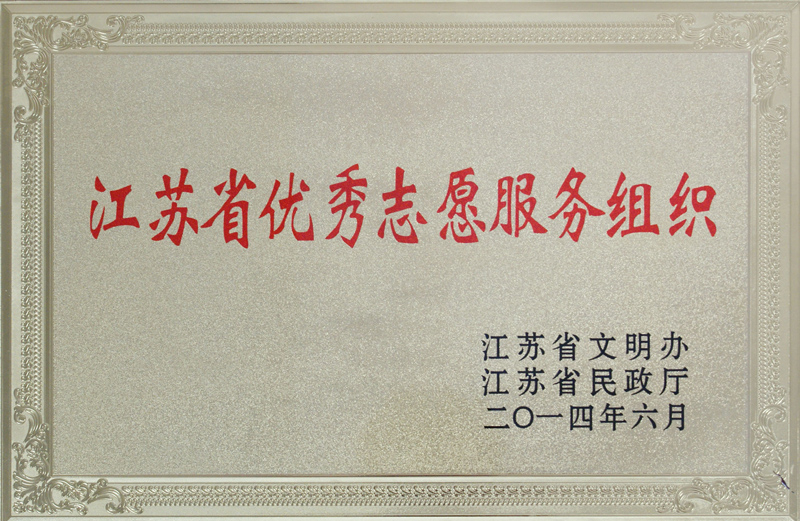 江苏省优秀志愿服务组织
江苏省文明办
江苏省民政厅
二〇一四年六月